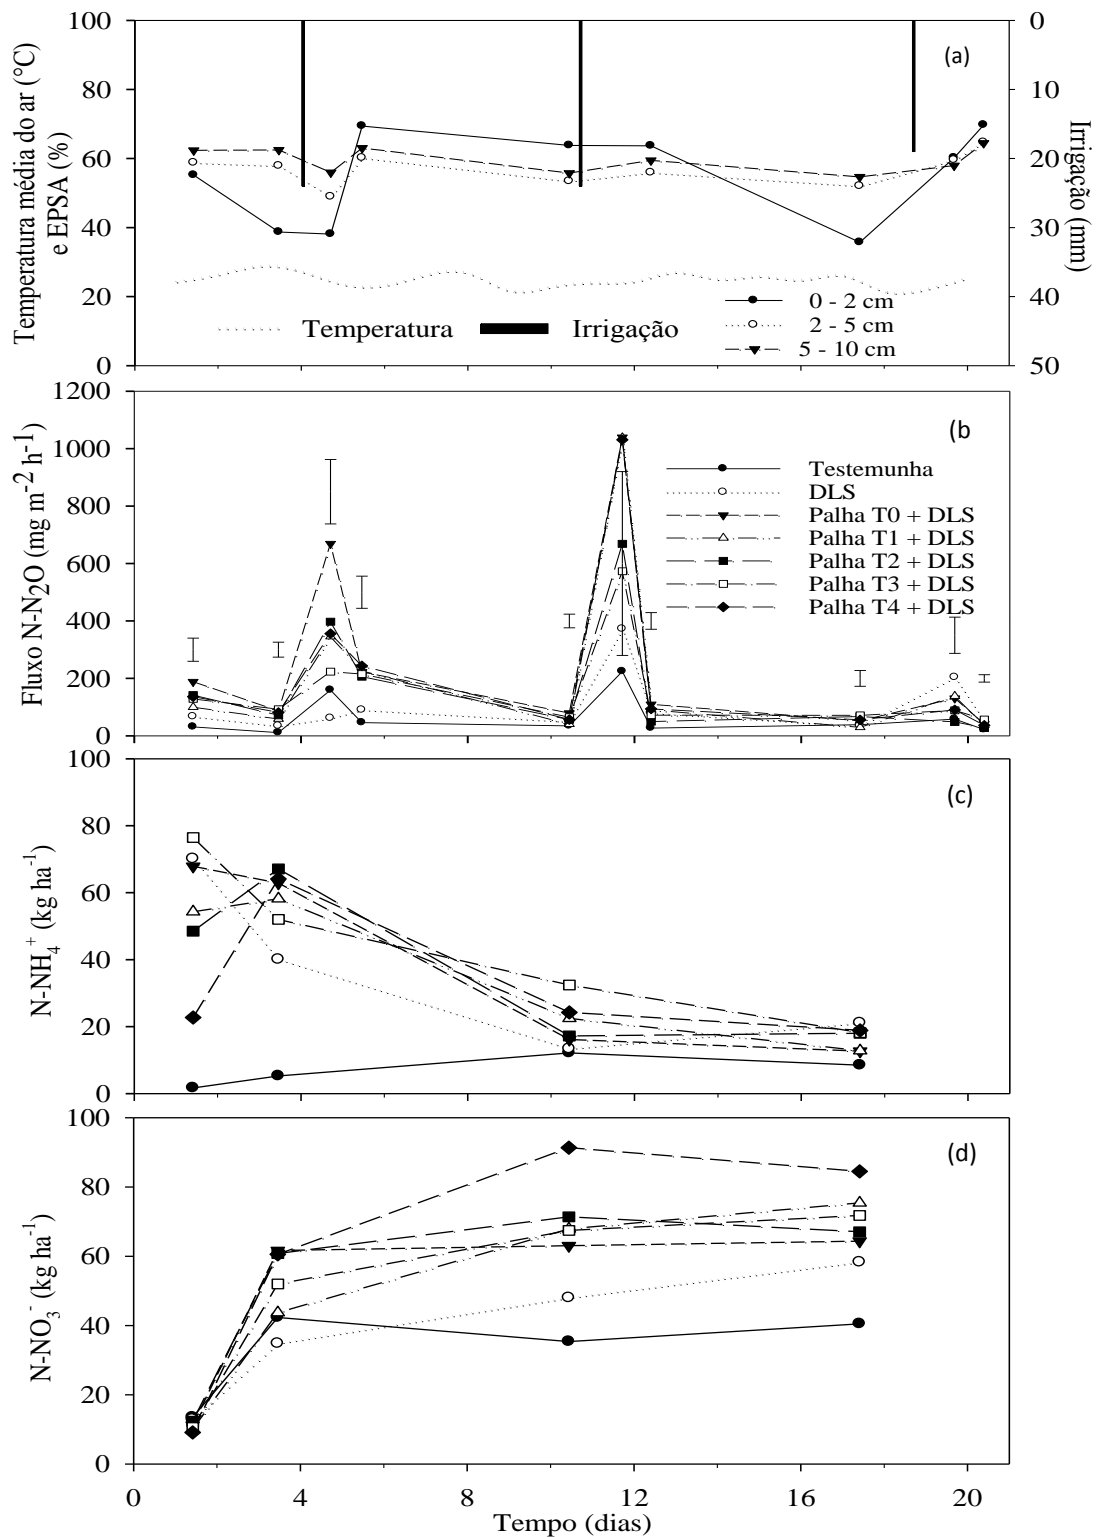 Temperatura média do ar (°C)
e EPSA (%)
100
80
60
40
20
0
(a)
0
10
20
30
40
50
Irrigação (mm)
Temperatura
Irrigação
0 - 2 cm
2 - 5 cm
5 - 10 cm
Fluxo N-N2O (mg m-2 h-1)
1200
1000
800
600
400
200
0
(b)
Testemunha
DLS
Palha T0 + DLS
Palha T1 + DLS
Palha T2 + DLS
Palha T3 + DLS
Palha T4 + DLS
N-NH4+ (kg ha-1)
100
80
60
40
20
0
(c)
N-NO3- (kg ha-1)
100
80
60
40
20
0
(d)
0 4 8 12 16 20
Tempo (dias)